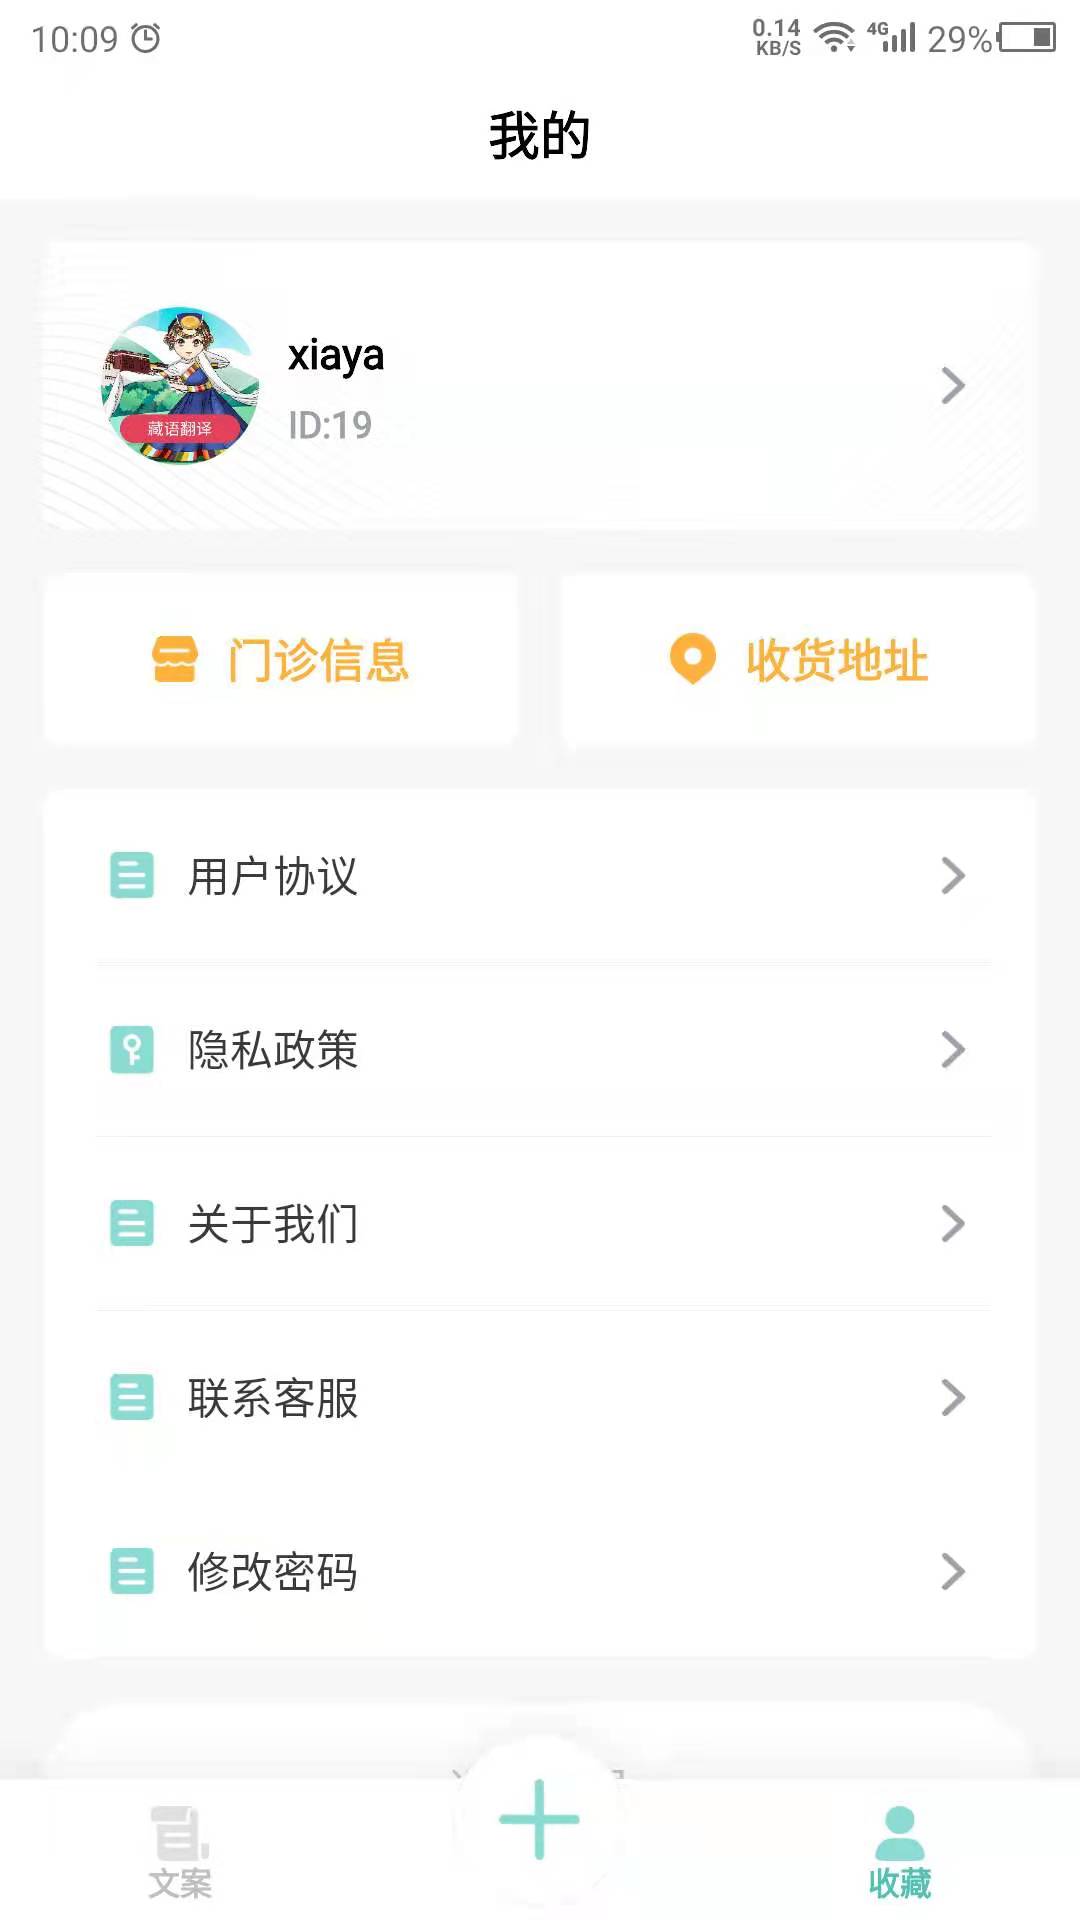 10:09
0.14
KB/S
4G
29%
我的
xiaya
藏语翻译
ID:19
门诊信息
收货地址
用户协议
隐私政策
关于我们
联系客服
修改密码
文案
收藏